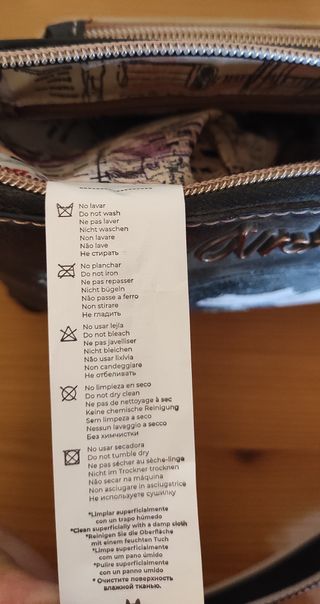 No lavar
Do not wash
Ne pas laver
Nicht waschen
Non lavare
Não lave
Не стирать
No planchar
Do not iron
Ne pas repasser
Nicht bügeln
Não passe a ferro
Non stirare
Не гладить
No usar lejía
Do not bleach
Ne pas javelliser
Nicht bleichen
Não usar lixívia
Non candeggiare
Не отбеливать
No limpieza en seco
Do not dry clean
Ne pas de nettoyage à sec
Keine chemische Reinigung
Sem limpeza a seco
Nessun lavaggio a secco
Без химчистки
No usar secadora
Do not tumble dry
Ne pas sécher au sèche-linge
Nicht im Trockner trocknen
Não secar na máquina
Non asciugare in asciugatrice
Не используете сушилку
*Limpiar superficialmente
con un trapo húmedo
*Clean superficially with a damp cloth
*Reinigen Sie die Oberfläche
mit einem feuchten Tuch
*Limpe superficialmente
com um pano úmido
*Pulire superficialmente
con un panno umido
* Очистите поверхность
влажной тканью.